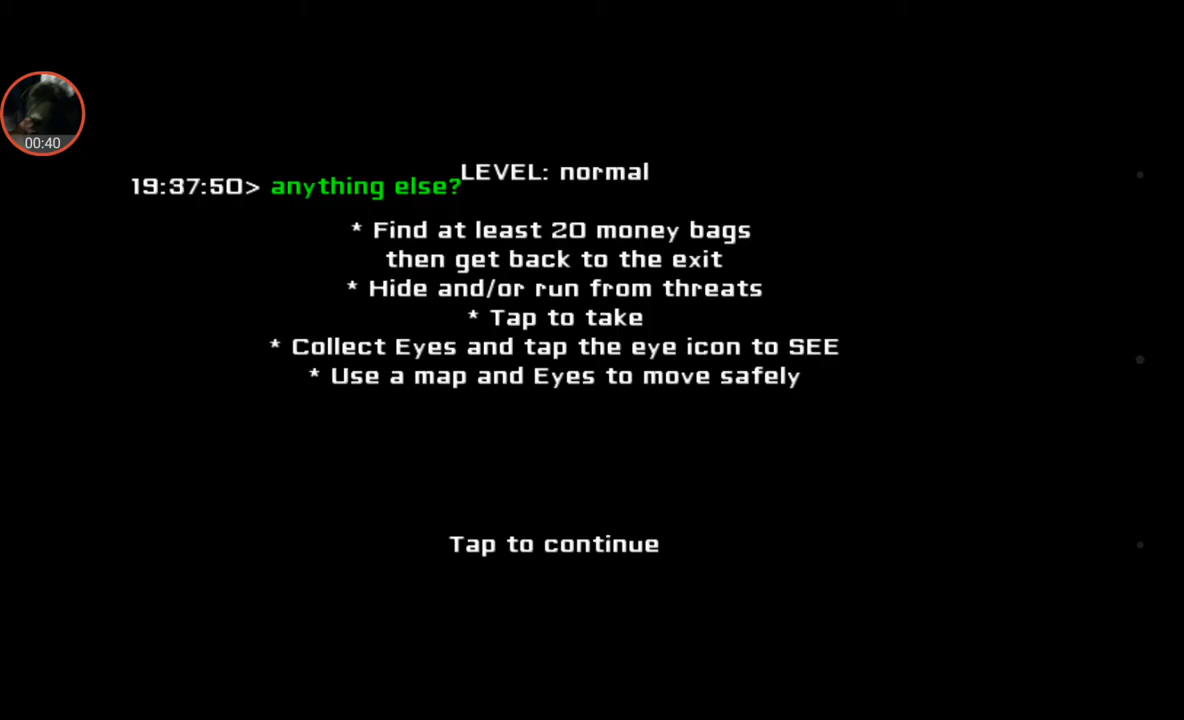 00:40
LEVEL: normal
19:37:50> anything else?
* Find at least 20 money bags
then get back to the exit
* Hide and/or run from threats
* Tap to take
* Collect Eyes and tap the eye icon to SEE
* Use a map and Eyes to move safely
Tap to continue